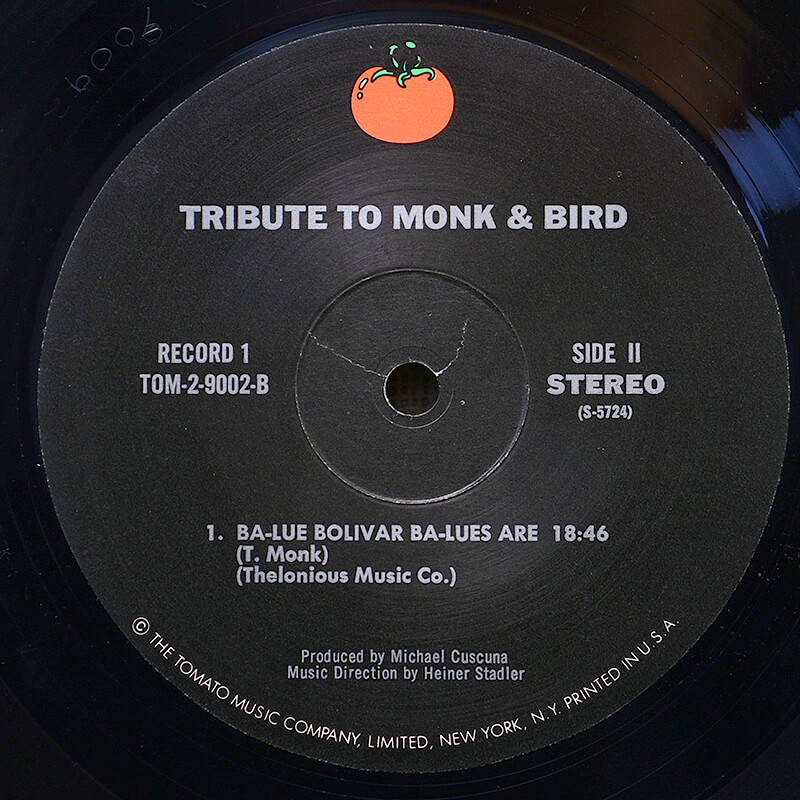 TRIBUTE TO MONK & BIRD
RECORD 1
TOM-2-9002-B
SIDE II
STEREO
(S-5724)
1. BA-LUE BOLIVAR BA-LUES ARE 18:46
(T. Monk)
(Thelonious Music Co.)
Produced by Michael Cuscuna
Music Direction by Heiner Stadler
© THE TOMATO MUSIC COMPANY, LIMITED, NEW YORK, N.Y. PRINTED IN U.S.A.